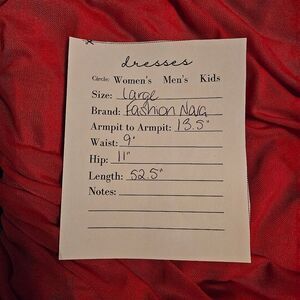 dresses
Circle: Women's Men's Kids
Size: Large
Brand: Fashion Nova
Armpit to Armpit: 13.5"
Waist: 9"
Hip: 11"
Length: 52.5"
Notes: